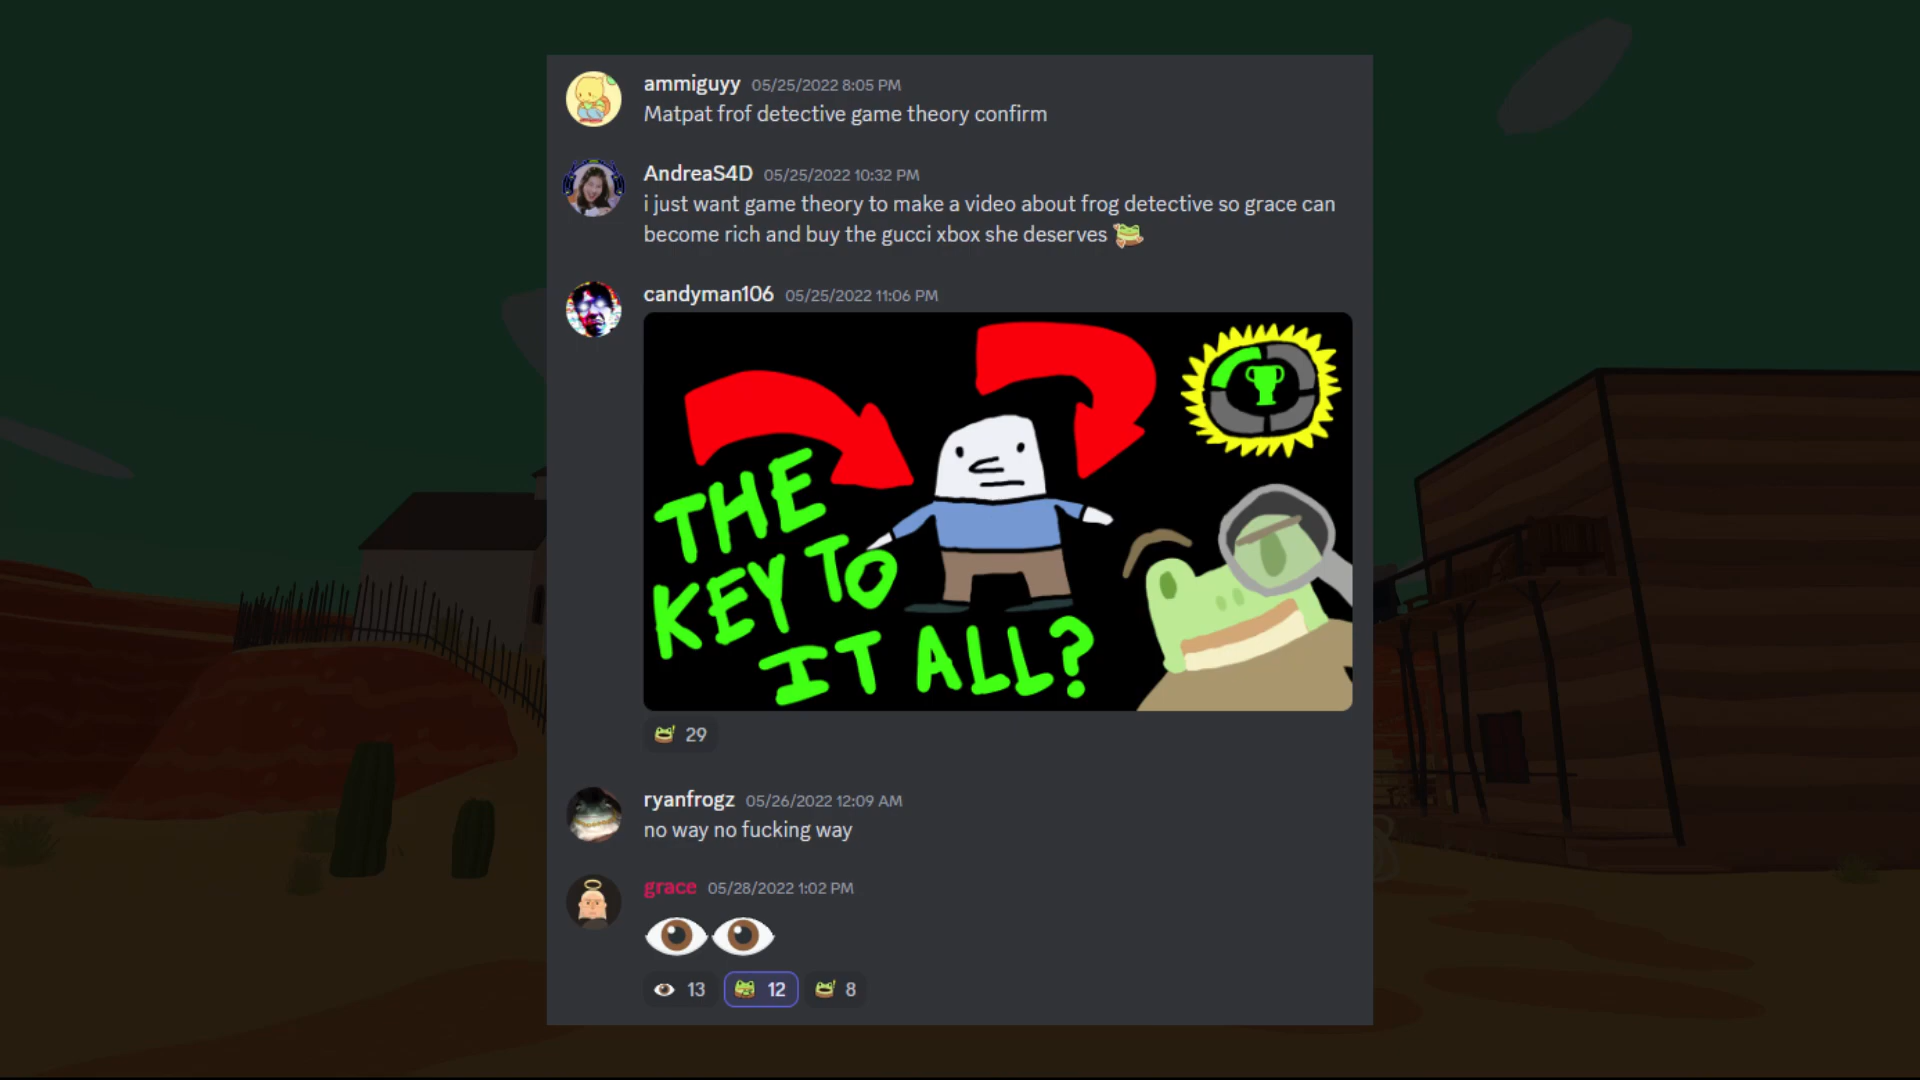 ammiguyy 05/25/2022 8:05 PM
Matpat frof detective game theory confirm
AndreaS4D 05/25/2022 10:32 PM
i just want game theory to make a video about frog detective so grace can
become rich and buy the gucci xbox she deserves
candyman106 05/25/2022 11:06 PM
THE
KEY TO
IT ALL?
29
ryanfrogz 05/26/2022 12:09 AM
no way no fucking way
grace 05/28/2022 1:02 PM
13 12 8